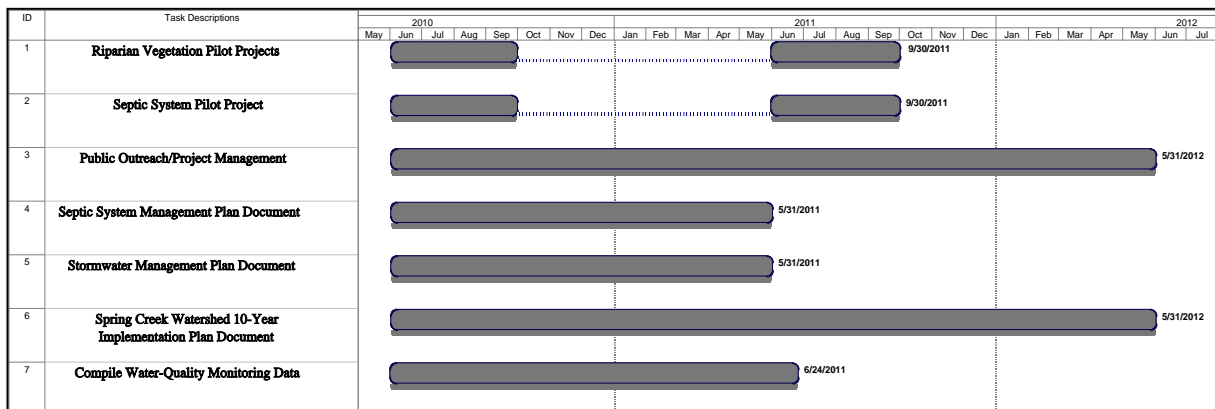 ID Task Descriptions 2010 2011 2012
May Jun Jul Aug Sep Oct Nov Dec Jan Feb Mar Apr May Jun Jul Aug Sep Oct Nov Dec Jan Feb Mar Apr May Jun Jul
1 Riparian Vegetation Pilot Projects 9/30/2011
2 Septic System Pilot Project 9/30/2011
3 Public Outreach/Project Management 5/31/2012
4 Septic System Management Plan Document 5/31/2011
5 Stormwater Management Plan Document 5/31/2011
6 Spring Creek Watershed 10-Year 5/31/2012
Implementation Plan Document
7 Compile Water-Quality Monitoring Data 6/24/2011